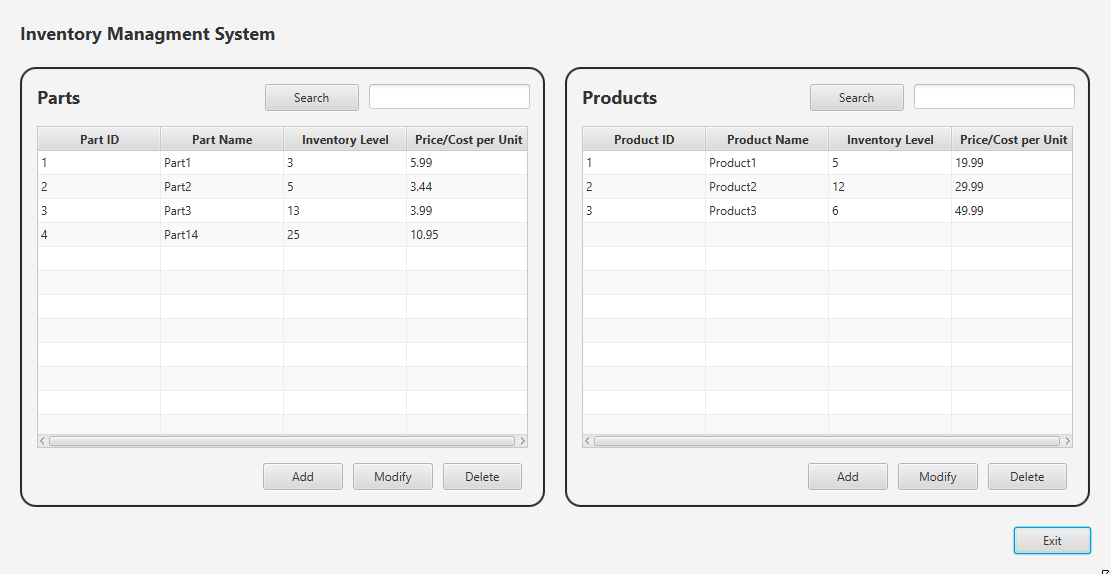 Inventory Managment System
Parts
Search
Part ID Part Name Inventory Level Price/Cost per Unit
1 Part1 3 5.99
2 Part2 5 3.44
3 Part3 13 3.99
4 Part14 25 10.95
Add Modify Delete
Products
Search
Product ID Product Name Inventory Level Price/Cost per Unit
1 Product1 5 19.99
2 Product2 12 29.99
3 Product3 6 49.99
Add Modify Delete
Exit